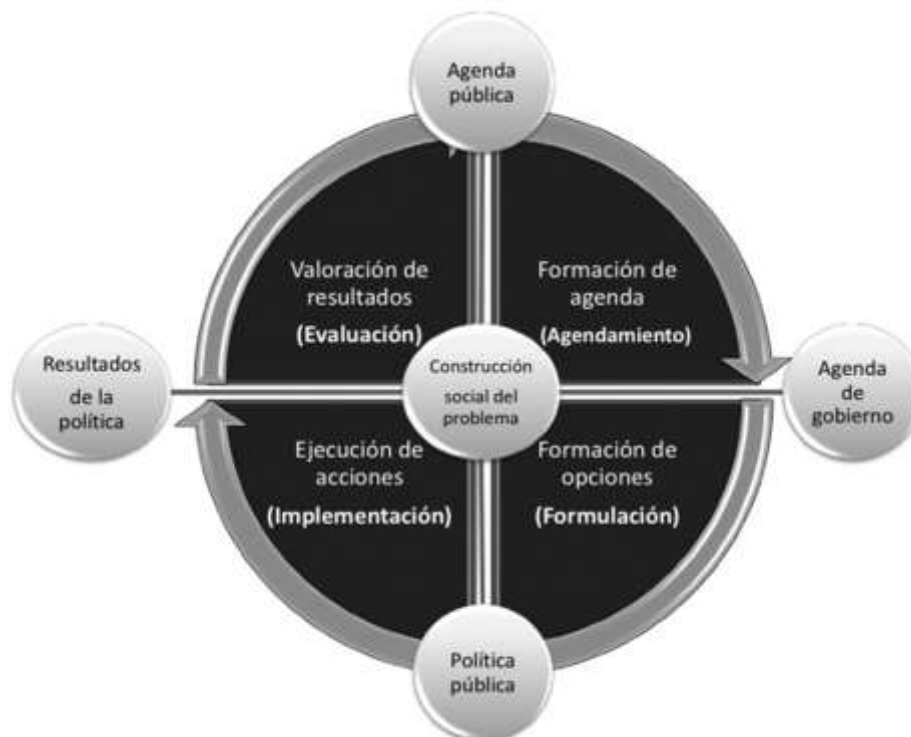 Agenda
pública
Valoración de
resultados
(Evaluación)
Formación de
agenda
(Agendamiento)
Resultados
de la
política
Construcción
social del
problema
Agenda
de
gobierno
Ejecución de
acciones
(Implementación)
Formación de
opciones
(Formulación)
Política
pública